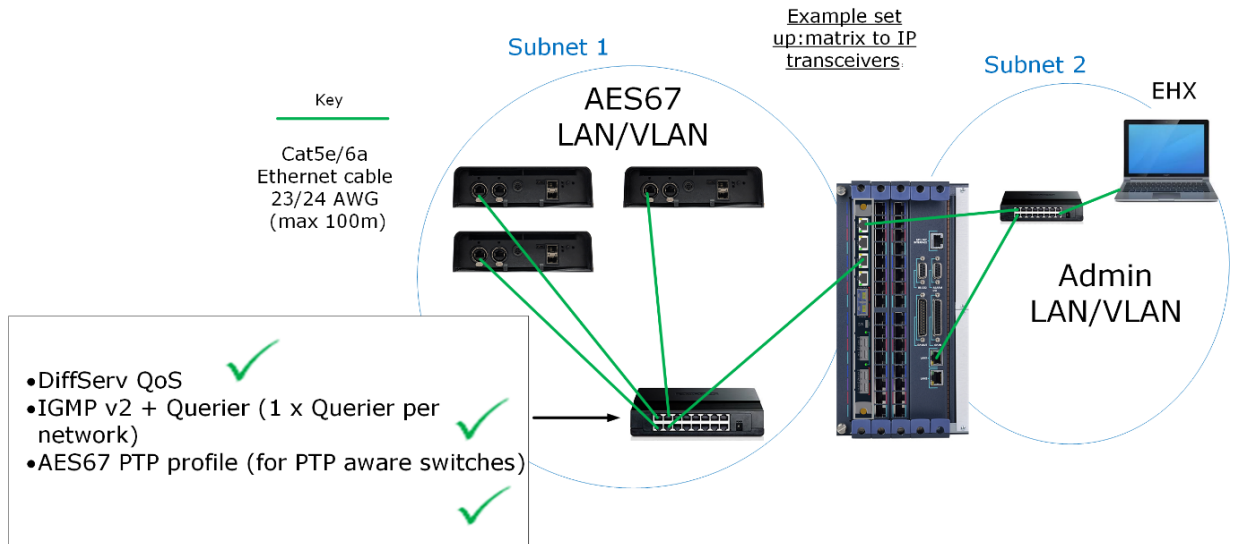 Example set
up:matrix to IP
transceivers.
Subnet 1
Subnet 2
Key
AES67
LAN/VLAN
EHX
Cat5e/6a
Ethernet cable
23/24 AWG
(max 100m)
Admin
LAN/VLAN
•DiffServ QoS
•IGMP v2 + Querier (1 x Querier per
network)
•AES67 PTP profile (for PTP aware switches)